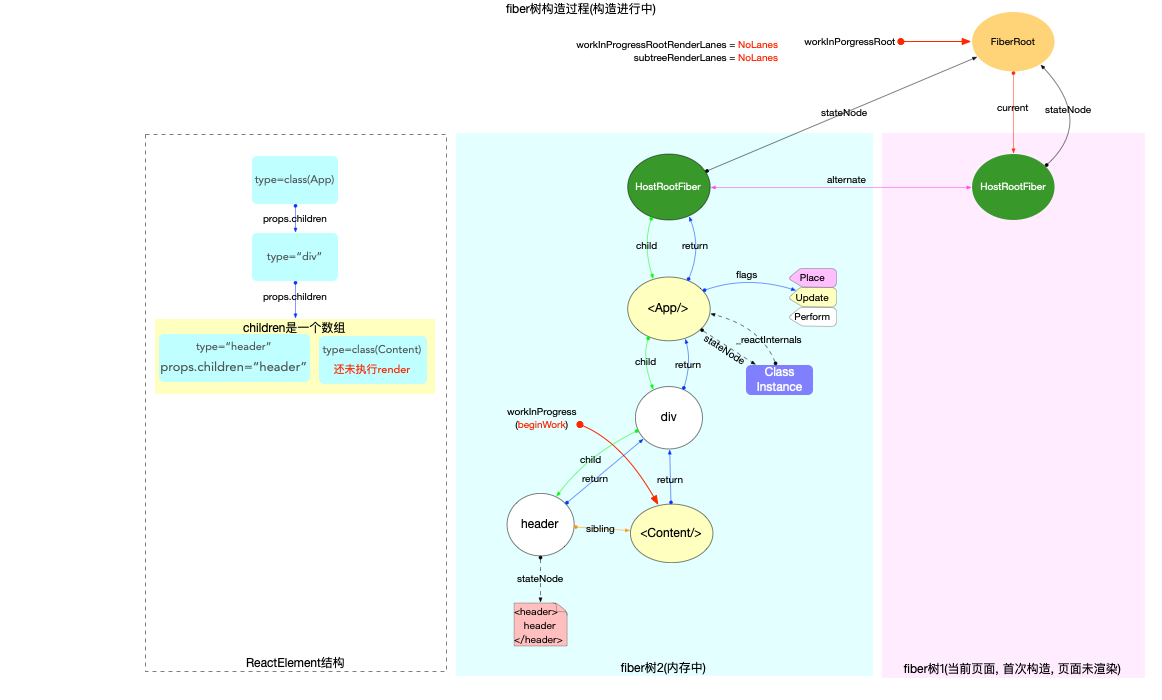 fiber树构造过程(构造进行中)
workInProgressRootRenderLanes = NoLanes
subtreeRenderLanes = NoLanes
workInPorgressRoot
FiberRoot
stateNode
current
stateNode
type=class(App)
props.children
type=“div”
props.children
children是一个数组
type=“header”
props.children=“header”
type=class(Content)
还未执行render
ReactElement结构
HostRootFiber
alternate
HostRootFiber
child
return
flags
Place
Update
Perform
<App/>
_reactInternals
stateNode
child
return
Class
Instance
workInProgress
(beginWork)
div
child
return
return
header
sibling
<Content/>
stateNode
<header>
header
</header>
fiber树2(内存中)
fiber树1(当前页面, 首次构造, 页面未渲染)